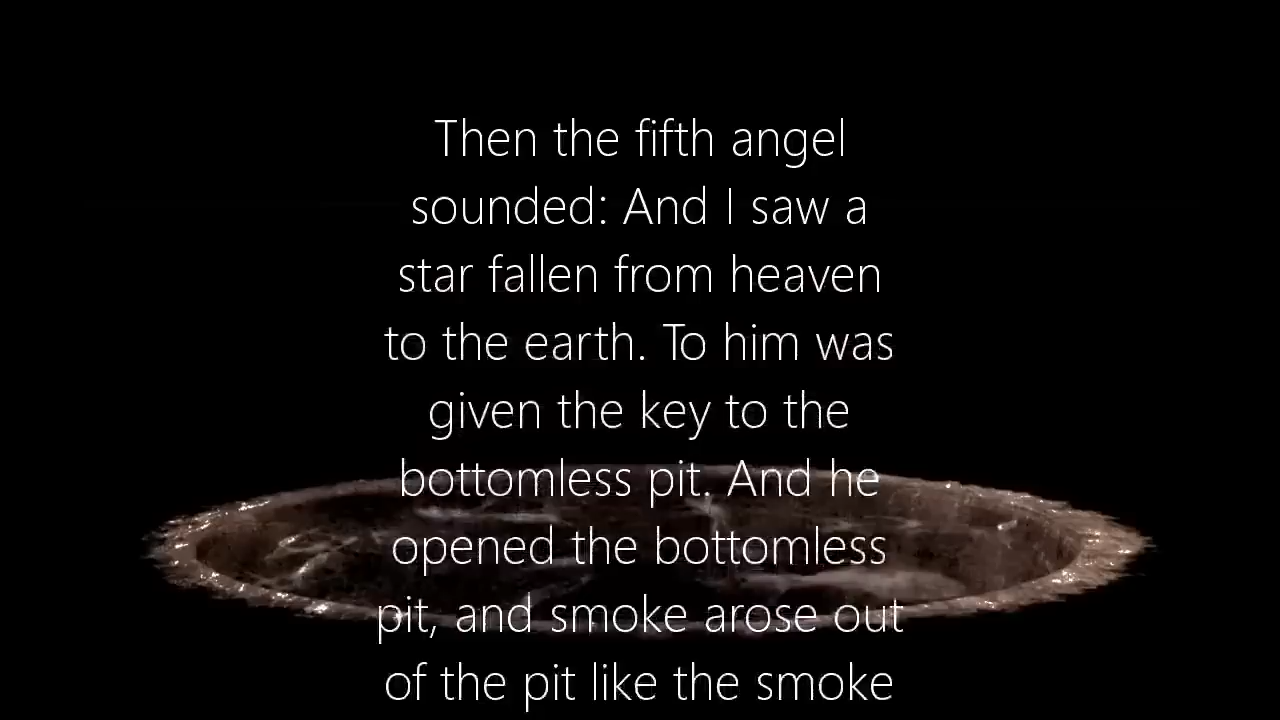 Then the fifth angel
sounded: And I saw a
star fallen from heaven
to the earth. To him was
given the key to the
bottomless pit. And he
opened the bottomless
pit, and smoke arose out
of the pit like the smoke